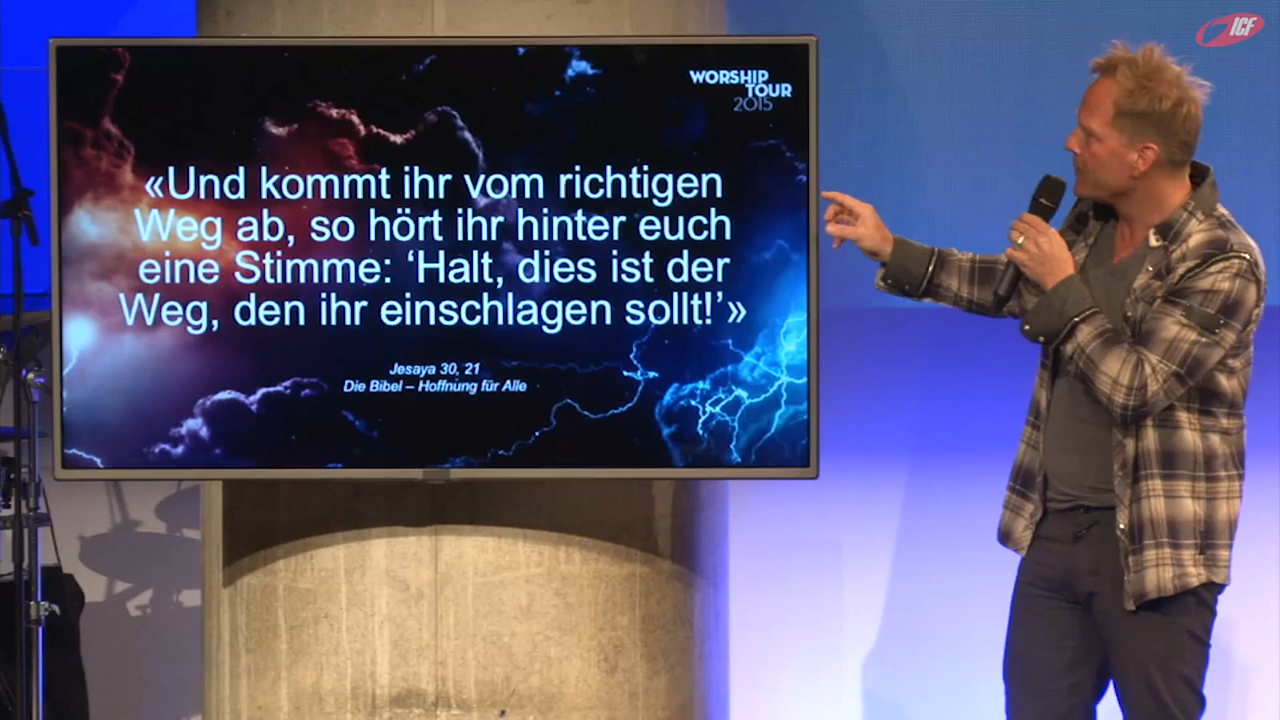 ICF
WORSHIP
TOUR
2015
«Und kommt ihr vom richtigen
Weg ab, so hört ihr hinter euch
eine Stimme: ‘Halt, dies ist der
Weg, den ihr einschlagen sollt!’»
Jesaya 30, 21
Die Bibel – Hoffnung für Alle